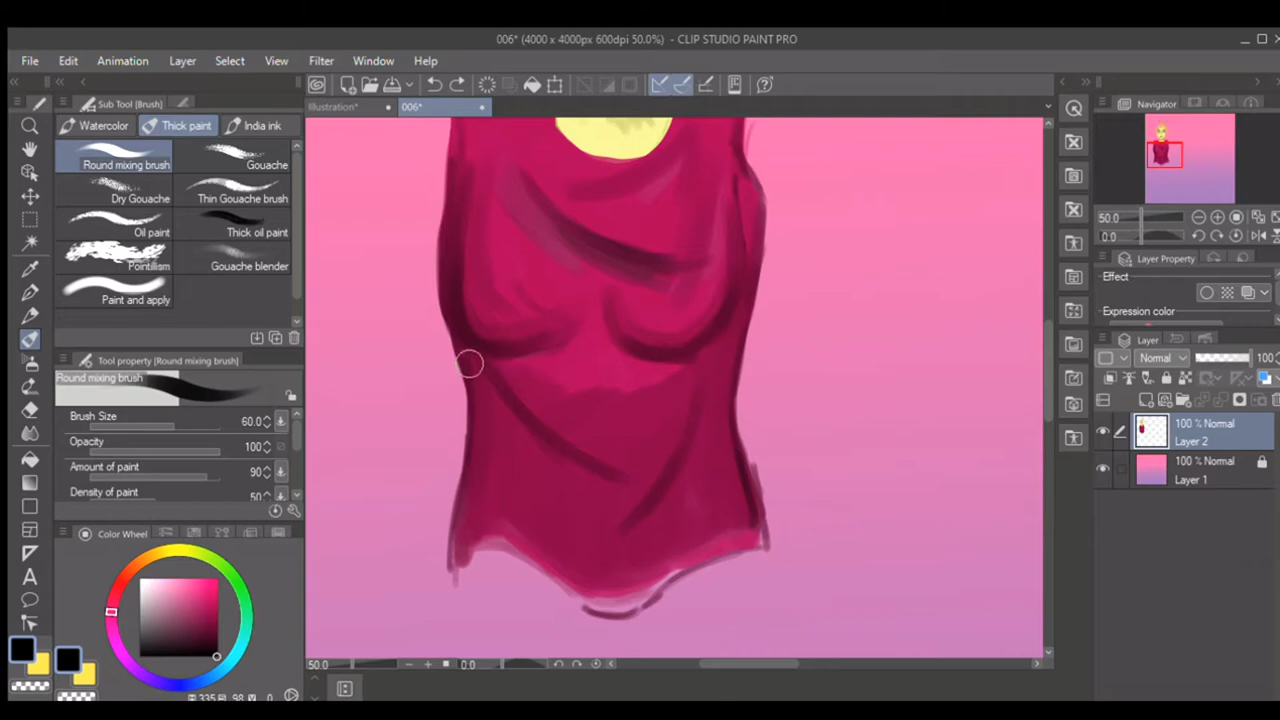 006* (4000 x 4000px 600dpi 50.0%) - CLIP STUDIO PAINT PRO
File Edit Animation Layer Select View Filter Window Help
Illustration* 006*
Sub Tool [Brush]
Watercolor Thick paint India ink
Round mixing brush Gouache
Dry Gouache Thin Gouache brush
Oil paint Thick oil paint
Pointillism Gouache blender
Paint and apply
Tool property [Round mixing brush]
Round mixing brush
Brush Size 60.0
Opacity 100
Amount of paint 90
Density of paint 50
Color Wheel
335 98 0
50.0 0.0
Navigator
50.0
0.0
Layer Property
Effect
Expression color
Layer
Normal 100
100 % Normal
Layer 2
100 % Normal
Layer 1